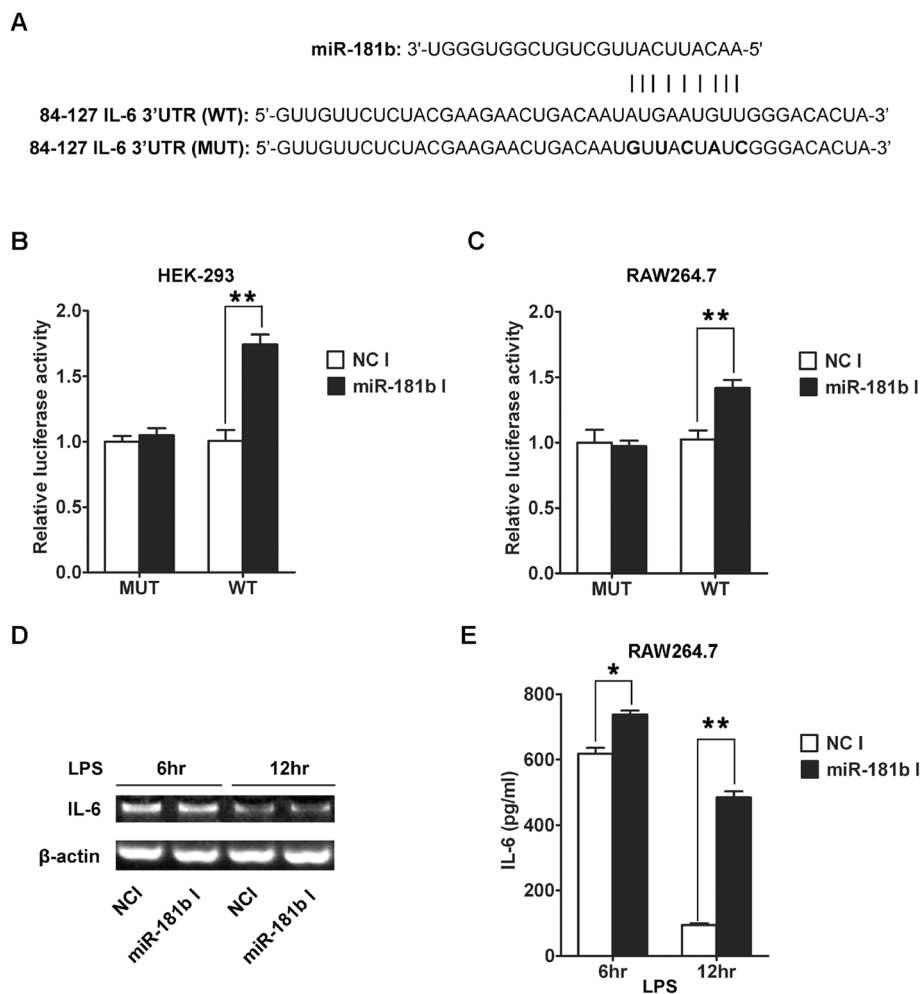 A
miR-181b: 3'-UGGGUGGCUGUCGUUACUUACAA-5'
84-127 IL-6 3'UTR (WT): 5'-GUUGUUCUCUACGAAGAACUGACAAUAUGAAUGUUGGGACACUA-3'
84-127 IL-6 3'UTR (MUT): 5'-GUUGUUCUCUACGAAGAACUGACAAUGUUACUAUCGGGACACUA-3'
B
HEK-293
**
2.0
1.5
1.0
0.5
0.0
Relative luciferase activity
MUT
WT
NC I
miR-181b I
C
RAW264.7
**
2.0
1.5
1.0
0.5
0.0
Relative luciferase activity
MUT
WT
NC I
miR-181b I
D
LPS 6hr 12hr
IL-6
β-actin
NCI
miR-181b I
NCI
miR-181b I
E
RAW264.7
*
**
800
600
400
200
0
IL-6 (pg/ml)
6hr
12hr
LPS
NC I
miR-181b I